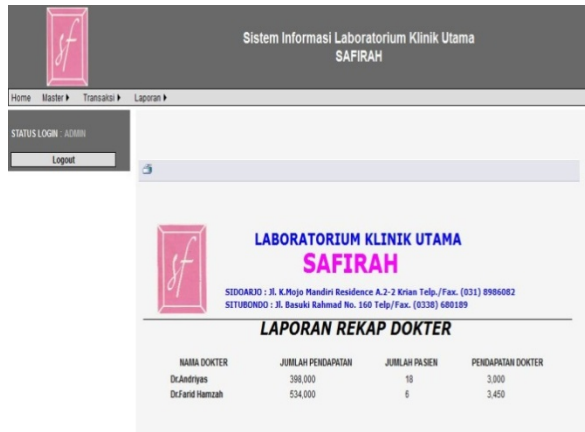 sf
Sistem Informasi Laboratorium Klinik Utama
SAFIRAH
Home Master Transaksi Laporan
STATUS LOGIN : ADMIN
Logout
sf
LABORATORIUM KLINIK UTAMA
SAFIRAH
SIDOARJO : Jl. K.Mojo Mandiri Residence A.2-2 Krian Telp./Fax. (031) 8986082
SITUBONDO : Jl. Basuki Rahmad No. 160 Telp/Fax. (0338) 680189
LAPORAN REKAP DOKTER
NAMA DOKTER JUMLAH PENDAPATAN JUMLAH PASIEN PENDAPATAN DOKTER
Dr.Andriyas 398,000 18 3,000
Dr.Farid Hamzah 534,000 6 3,450